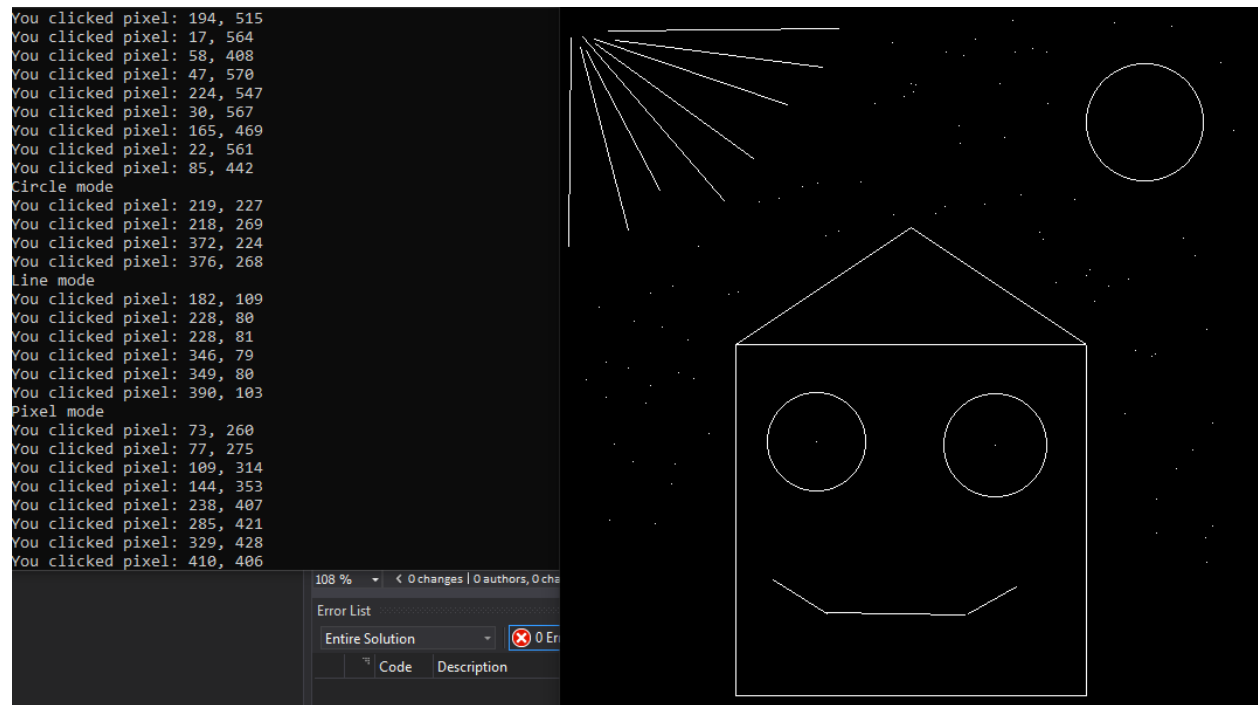 You clicked pixel: 194, 515
You clicked pixel: 17, 564
You clicked pixel: 58, 408
You clicked pixel: 47, 570
You clicked pixel: 224, 547
You clicked pixel: 30, 567
You clicked pixel: 165, 469
You clicked pixel: 22, 561
You clicked pixel: 85, 442
Circle mode
You clicked pixel: 219, 227
You clicked pixel: 218, 269
You clicked pixel: 372, 224
You clicked pixel: 376, 268
Line mode
You clicked pixel: 182, 109
You clicked pixel: 228, 80
You clicked pixel: 228, 81
You clicked pixel: 346, 79
You clicked pixel: 349, 80
You clicked pixel: 390, 103
Pixel mode
You clicked pixel: 73, 260
You clicked pixel: 77, 275
You clicked pixel: 109, 314
You clicked pixel: 144, 353
You clicked pixel: 238, 407
You clicked pixel: 285, 421
You clicked pixel: 329, 428
You clicked pixel: 410, 406
108 % < 0 changes | 0 authors, 0 cha
Error List
Entire Solution 0 Er
Code Description